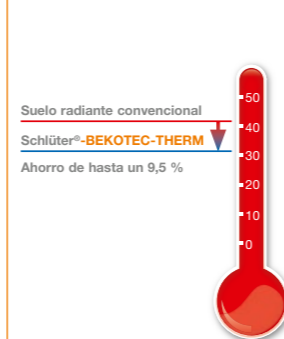 Suelo radiante convencional
Schlüter®-BEKOTEC-THERM
Ahorro de hasta un 9,5 %
50
40
30
20
10
0